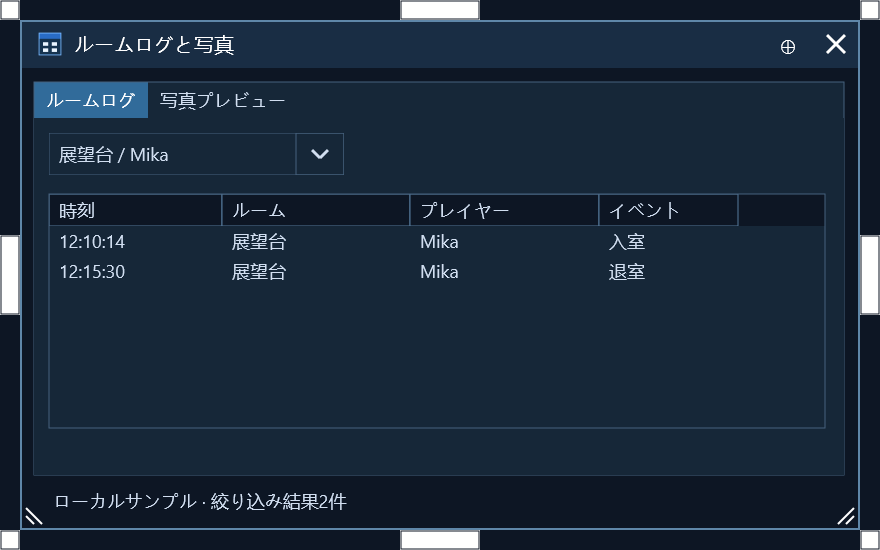 ルームログと写真
ルームログ 写真プレビュー
展望台 / Mika
時刻 ルーム プレイヤー イベント
12:10:14 展望台 Mika 入室
12:15:30 展望台 Mika 退室
ローカルサンプル · 絞り込み結果2件